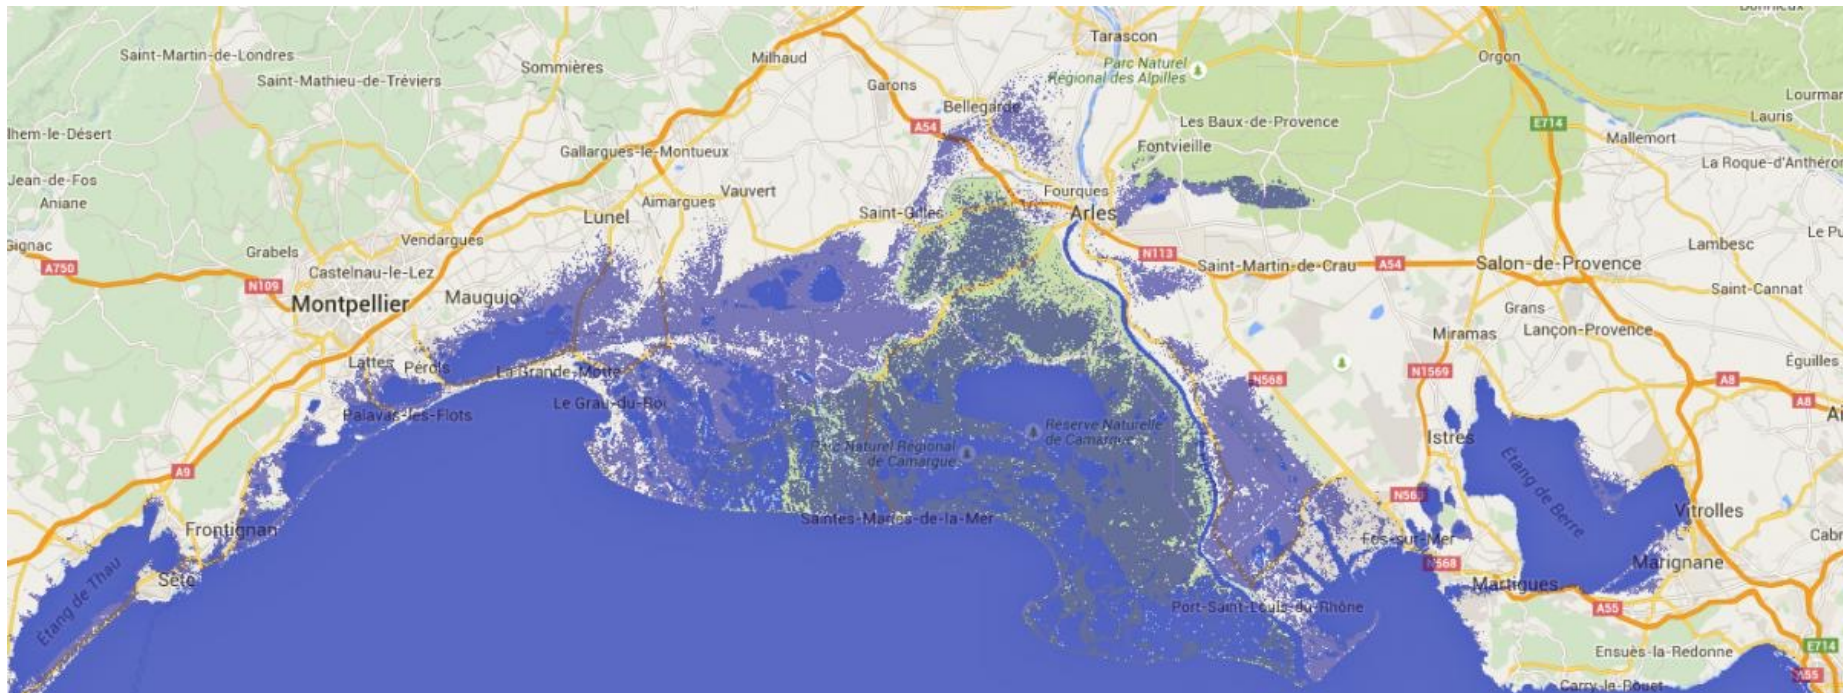 Saint-Martin-de-Londres
Saint-Mathieu-de-Tréviers
Sommières
Milhaud
Garons
Bellegarde
Tarascon
Parc Naturel
Régional des Alpilles
Orgon
Lauris
Mallemort
Les Baux-de-Provence
Fontvieille
Gallargues-le-Montueux
Jean-de-Fos
Aniane
Vauvert
Aimargues
Lunel
Saint-Gilles
Fourques
Arles
A54
E714
Grabels
Vendargues
Castelnau-le-Lez
A750
N109
Montpellier
N113
Saint-Martin-de-Crau
A54
Salon-de-Provence
Lambesc
Saint-Cannat
Grans
Lançon-Provence
Miramas
Éguilles
Lattes
Pérols
La Grande-Motte
Le Grau-du-Roi
Palavas-les-Flots
N568
N1569
A8
A8
Réserve Naturelle
de Camargue
Parc Naturel Régional
de Camargue
Istres
Étang de Berre
A9
Saintes-Maries-de-la-Mer
Vitrolles
Frontignan
Fos-sur-Mer
N568
Marignane
Sète
Étang de Thau
Martigues
Port-Saint-Louis-du-Rhône
A55
Ensuès-la-Redonne
E714
A55
Carry-le-Rouet